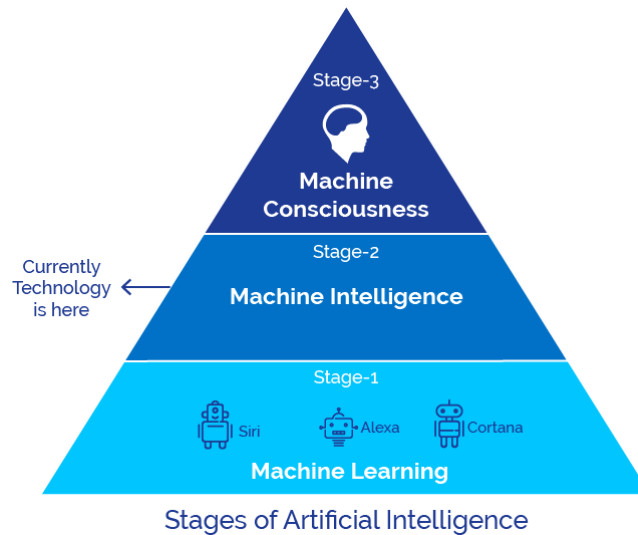 Stage-3
Machine
Consciousness
Stage-2
Currently
Technology
is here
Machine Intelligence
Stage-1
Siri
Alexa
Cortana
Machine Learning
Stages of Artificial Intelligence